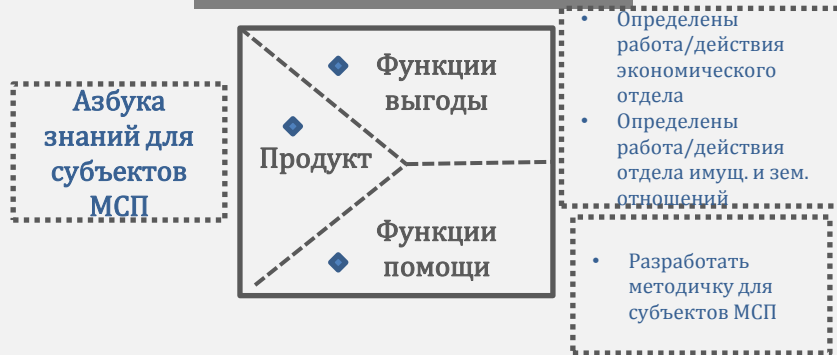 Азбука
знаний для
субъектов
МСП
Продукт
Функции
выгоды
Функции
помощи
• Определены
работа/действия
экономического
отдела
• Определены
работа/действия
отдела имущ. и зем.
отношений
• Разработать
методичку для
субъектов МСП